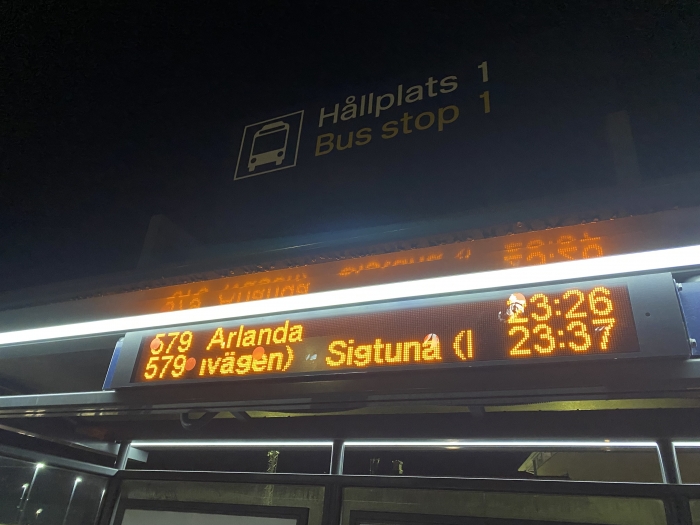 Hållplats 1
Bus stop 1
579 Arlanda 23:26
579 ivägen) Sigtuna (I 23:37